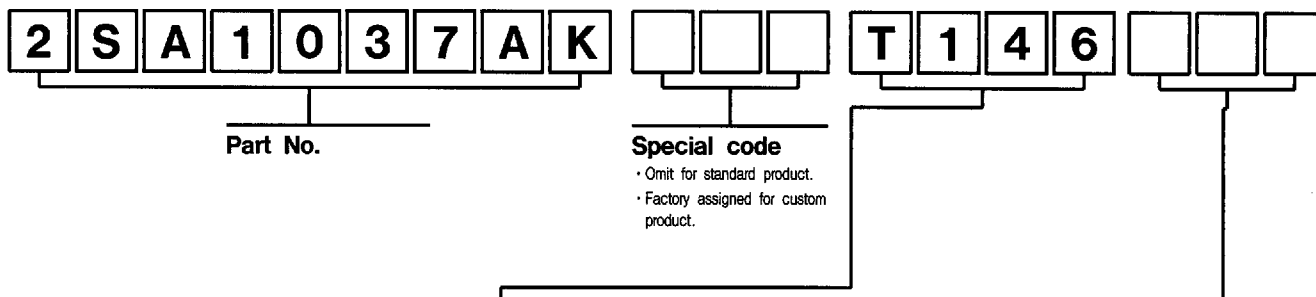 2SA1037AK T146
Part No.
Special code
・Omit for standard product.
・Factory assigned for custom
product.